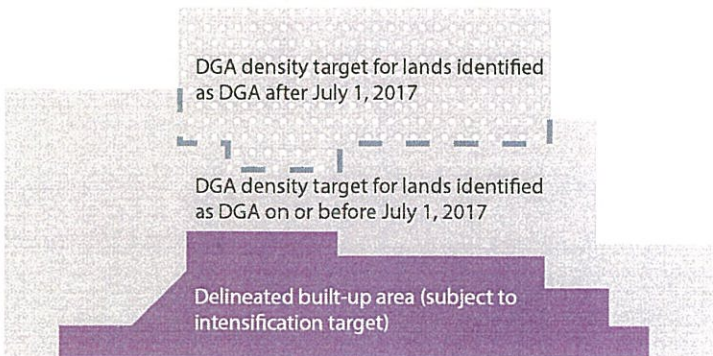 DGA density target for lands identified
as DGA after July 1, 2017
DGA density target for lands identified
as DGA on or before July 1, 2017
Delineated built-up area (subject to
intensification target)